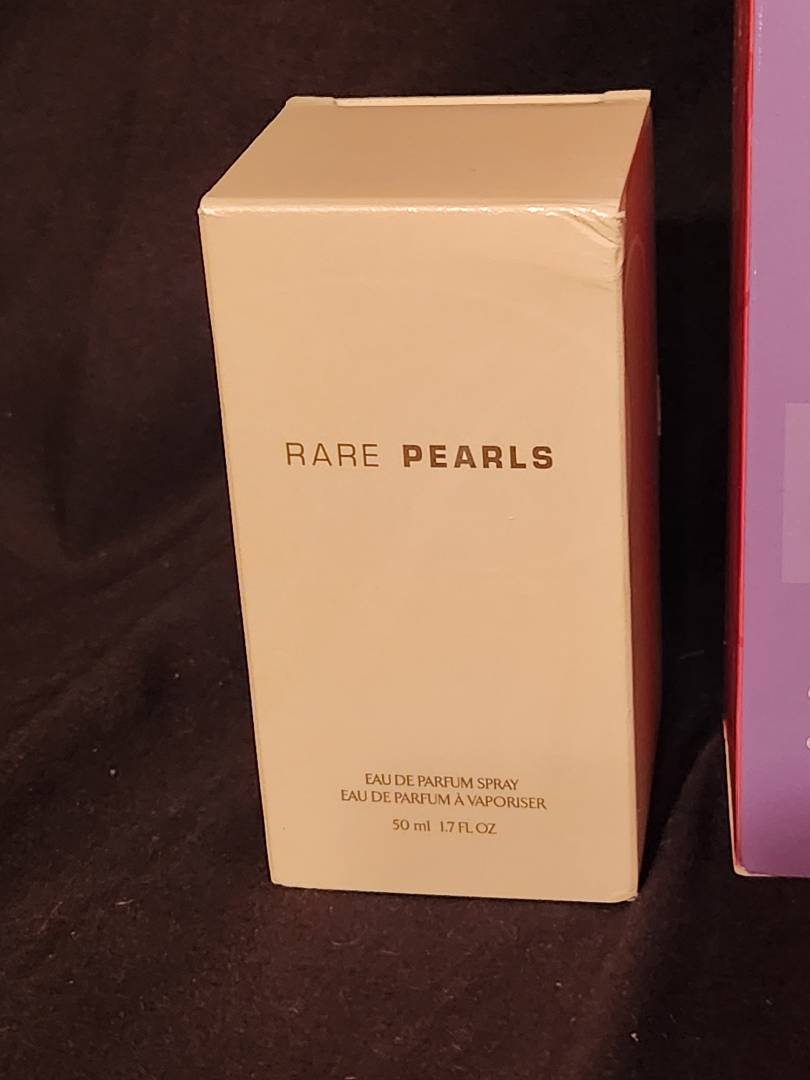 RARE PEARLS
EAU DE PARFUM SPRAY
EAU DE PARFUM À VAPORISER
50 ml 1.7 FL OZ